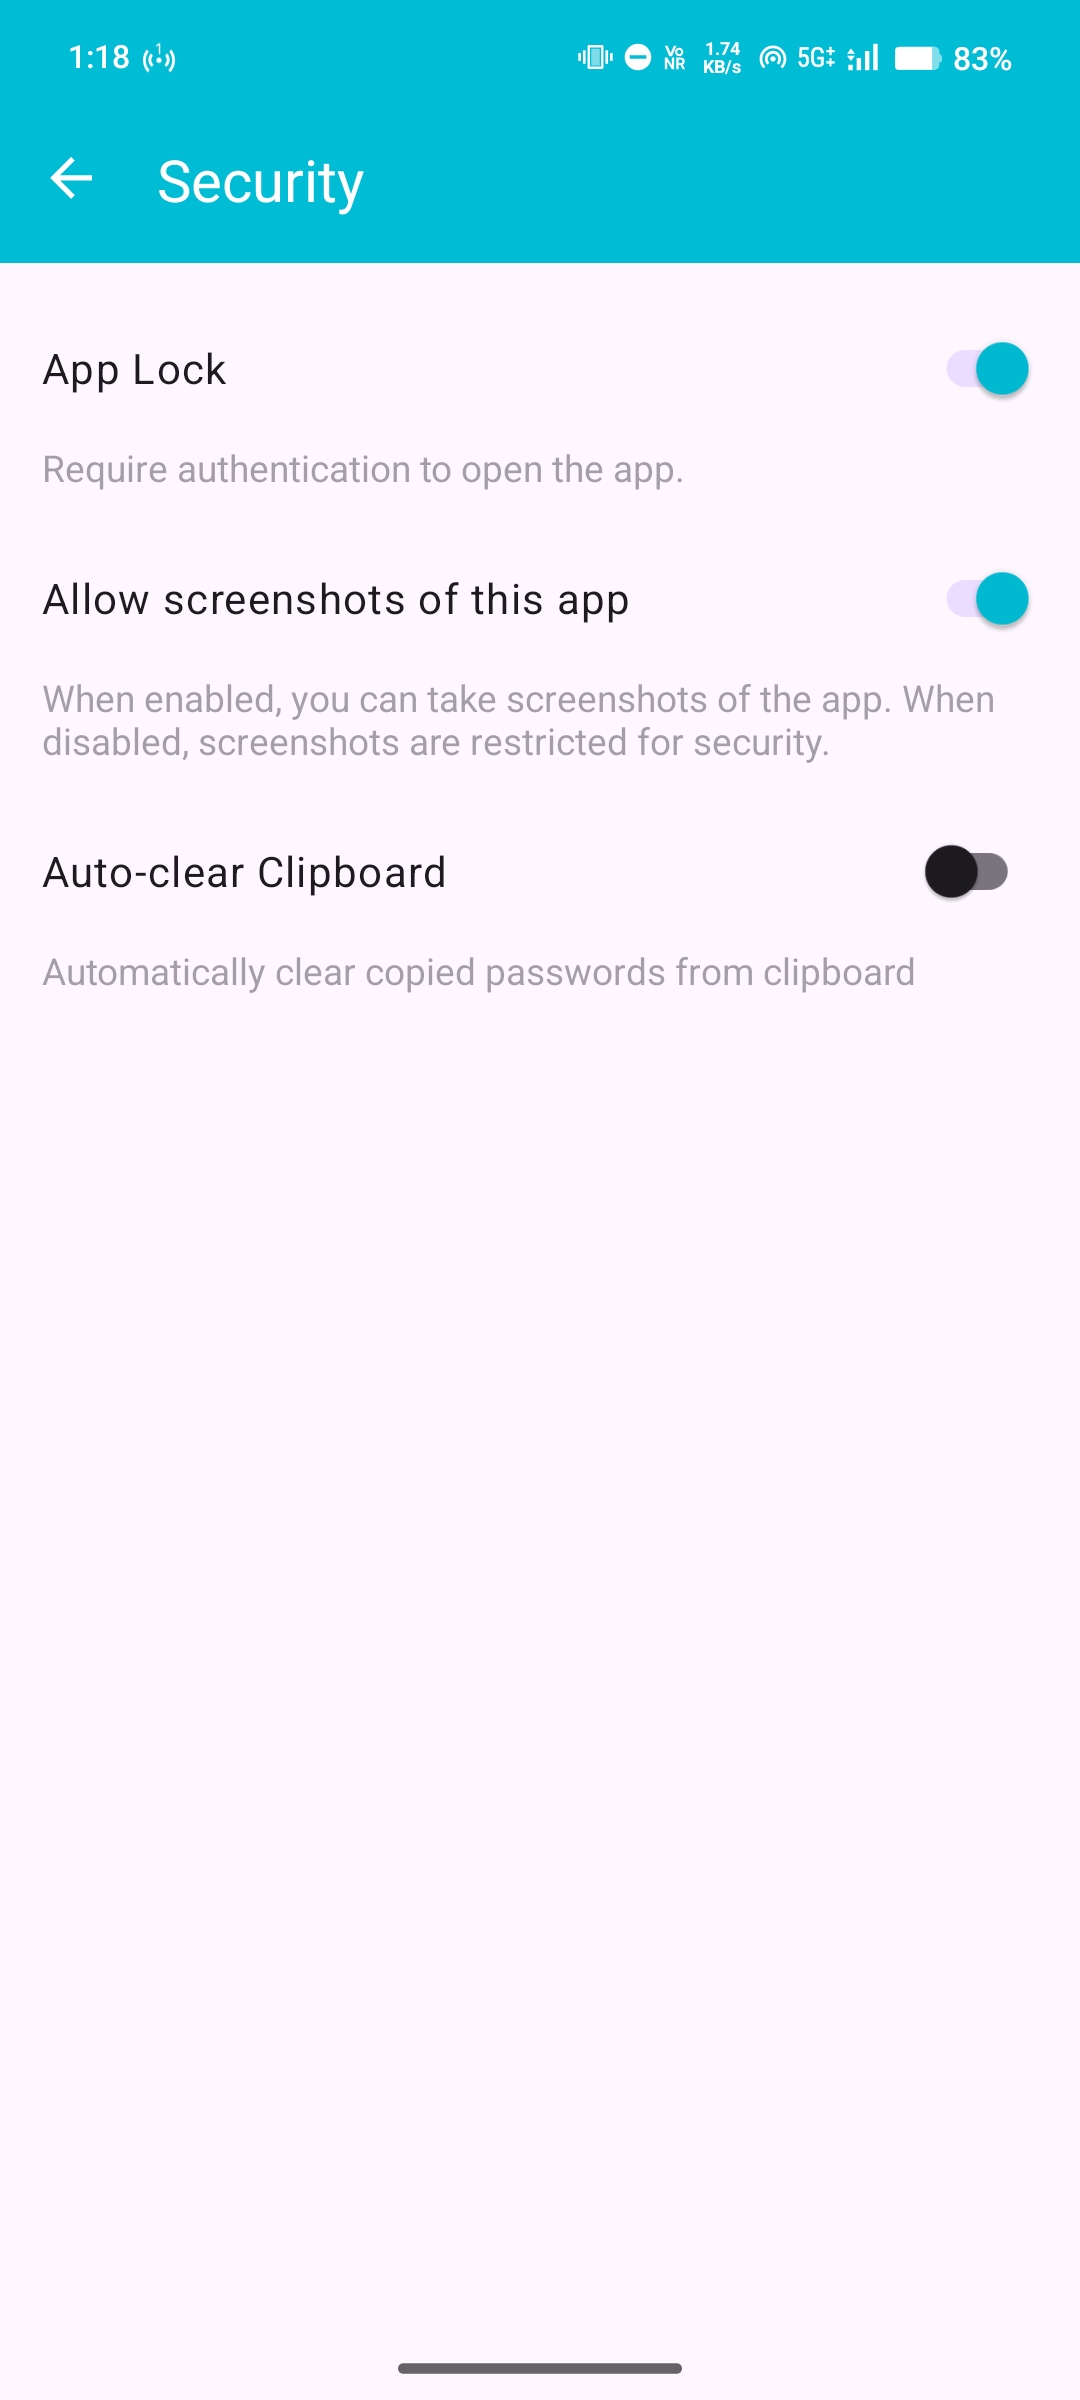 1:18 1 Vo NR 1.74 KB/s 5G‡ 83%
Security
App Lock
Require authentication to open the app.
Allow screenshots of this app
When enabled, you can take screenshots of the app. When
disabled, screenshots are restricted for security.
Auto-clear Clipboard
Automatically clear copied passwords from clipboard